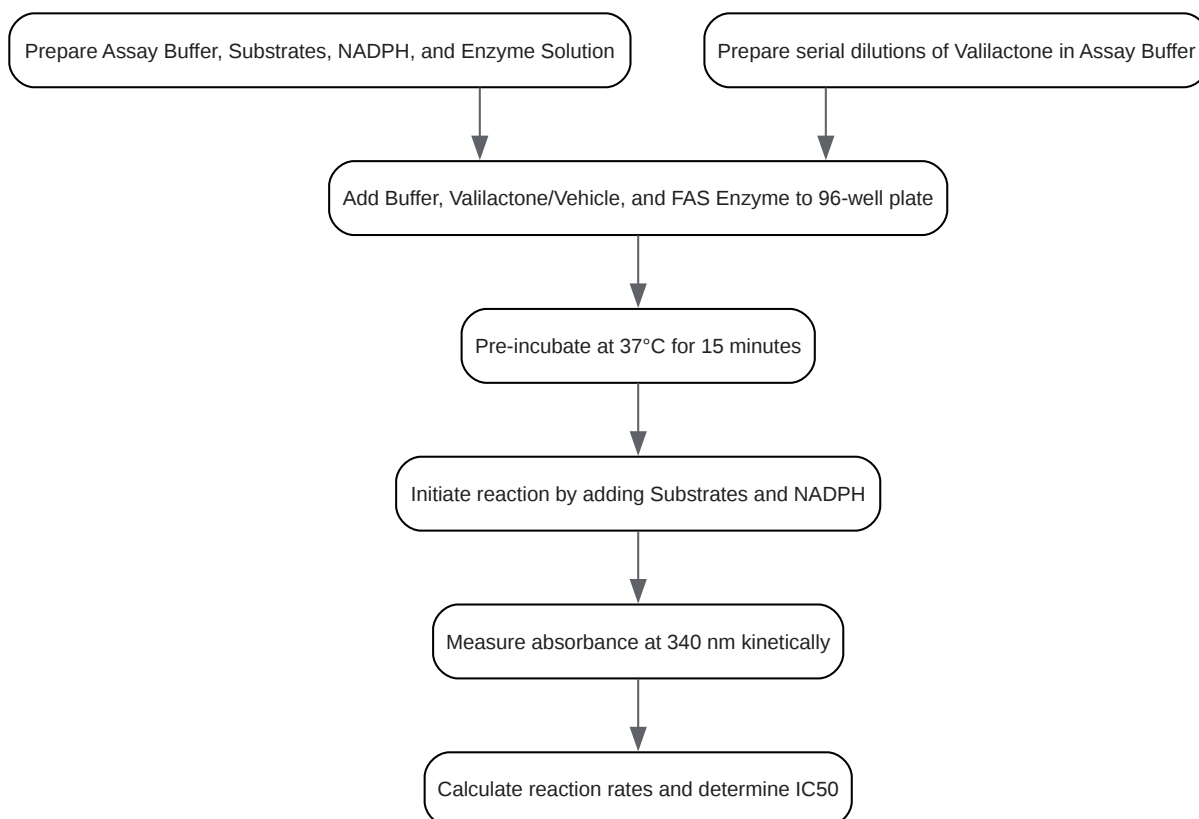 Prepare Assay Buffer, Substrates, NADPH, and Enzyme Solution
Prepare serial dilutions of Valilactone in Assay Buffer
Add Buffer, Valilactone/Vehicle, and FAS Enzyme to 96-well plate
Pre-incubate at 37°C for 15 minutes
Initiate reaction by adding Substrates and NADPH
Measure absorbance at 340 nm kinetically
Calculate reaction rates and determine IC50